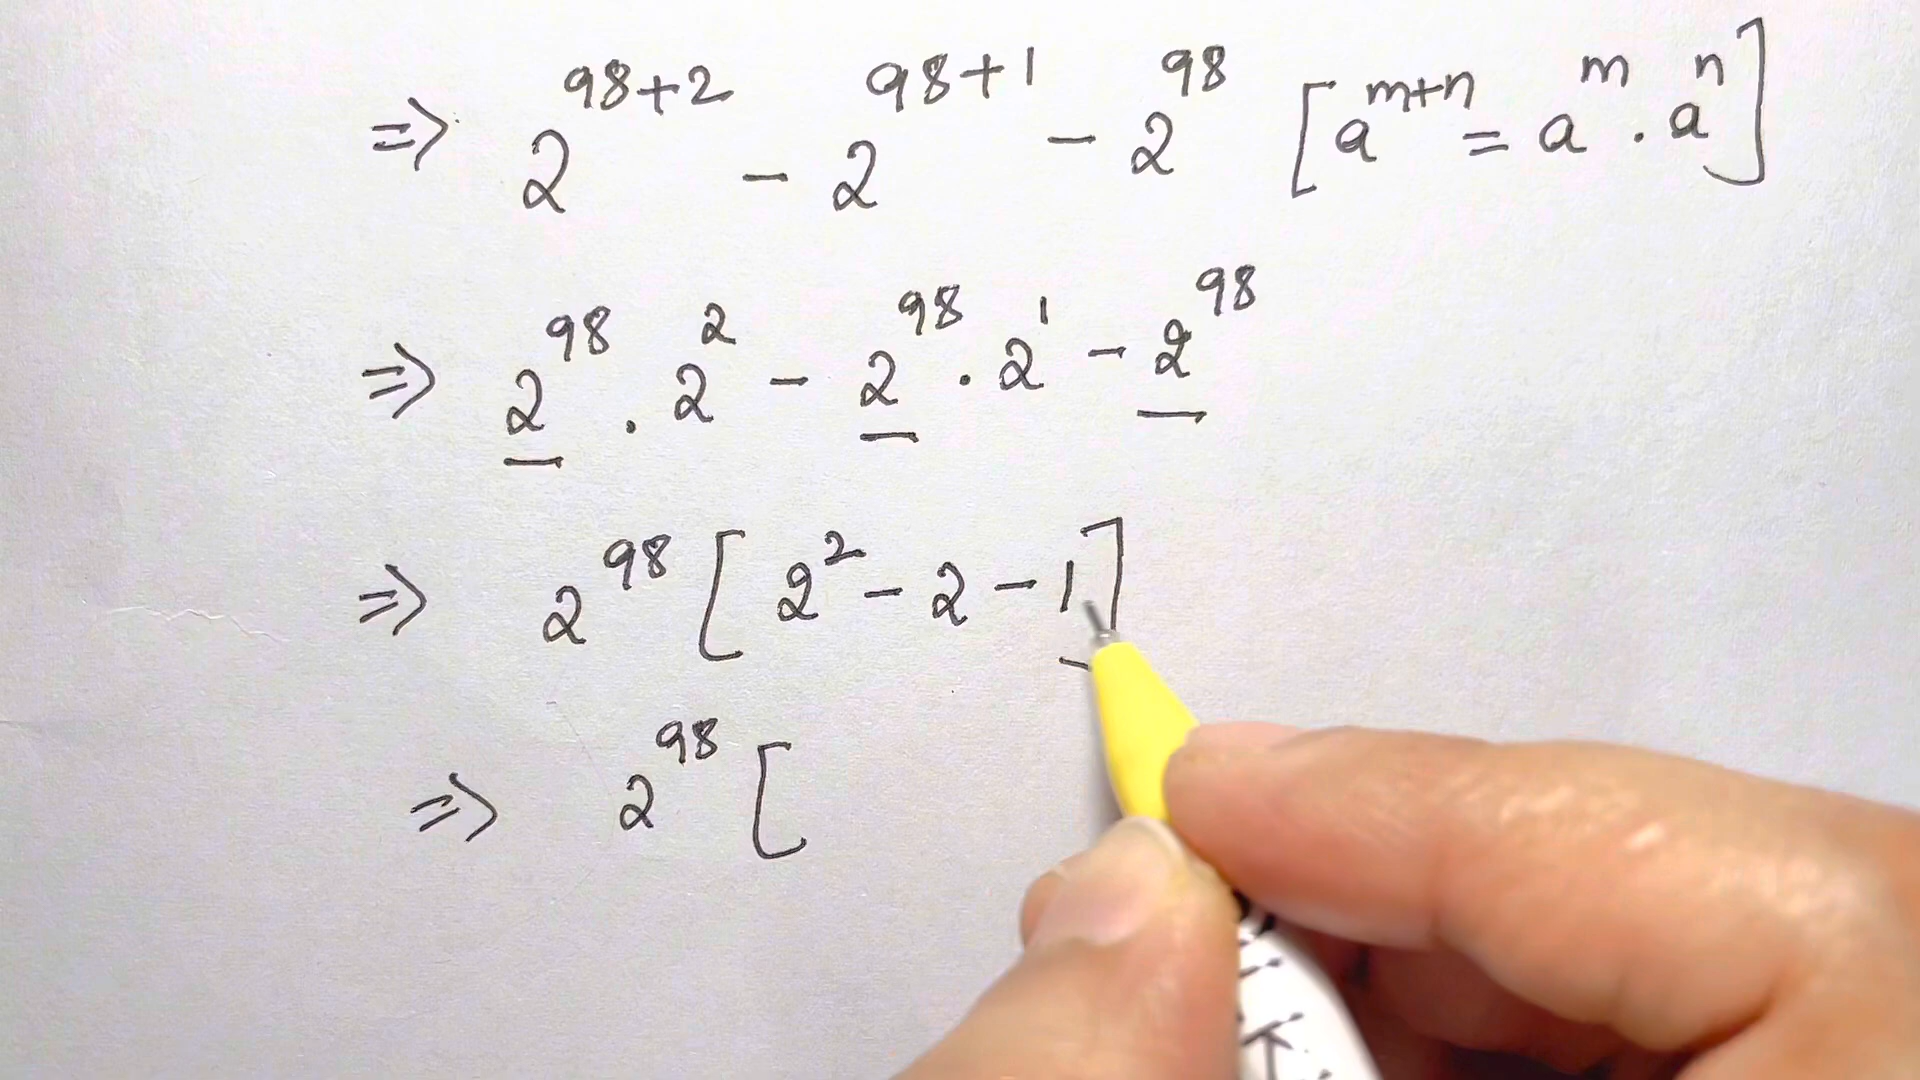 ⇒ 2^{98+2} - 2^{98+1} - 2^{98} [a^{m+n} = a^m . a^n]
⇒ 2^{98} . 2^2 - 2^{98} . 2^1 - 2^{98}
⇒ 2^{98} [2^2 - 2 - 1]
⇒ 2^{98} [